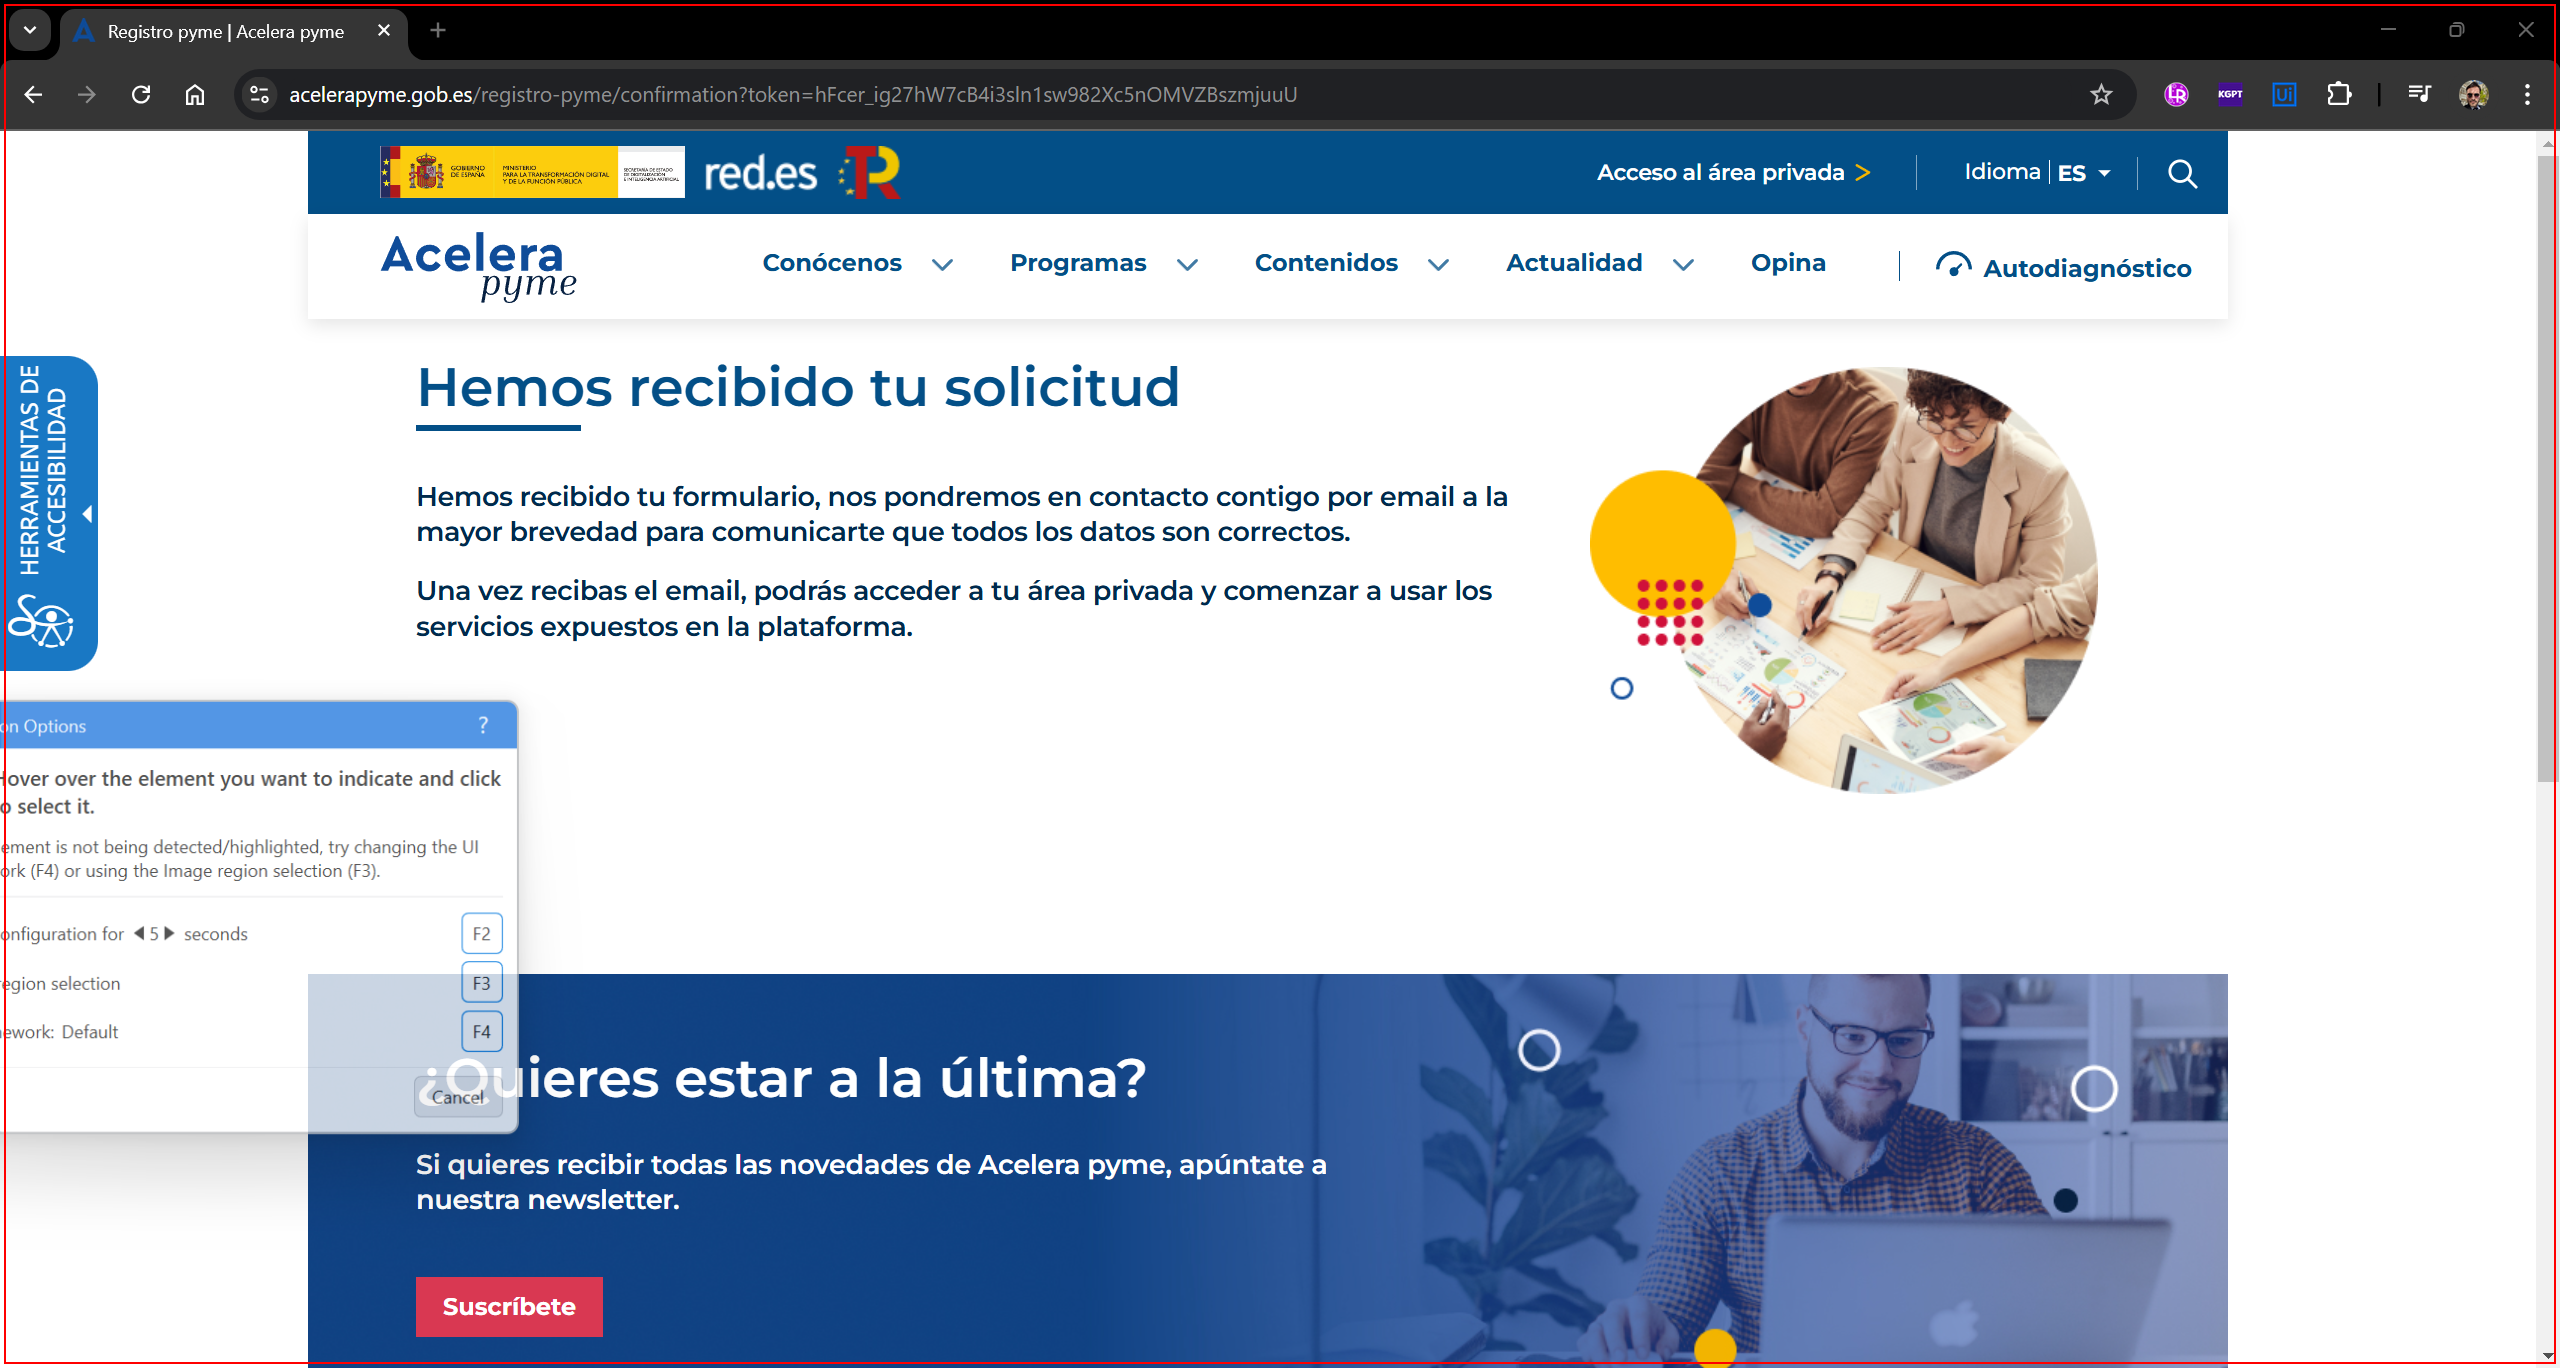 Registro pyme | Acelera pyme
acelerapyme.gob.es/registro-pyme/confirmation?token=hFcer_ig27hW7cB4i3sln1sw982Xc5nOMVZBszmjuuU
KGPT
Ui
GOBIERNO
DE ESPAÑA
MINISTERIO
PARA LA TRANSFORMACIÓN DIGITAL
Y DE LA FUNCIÓN PÚBLICA
SECRETARÍA DE ESTADO
DE DIGITALIZACIÓN
E INTELIGENCIA ARTIFICIAL
red.es
Acceso al área privada >
Idioma
ES
Acelera
pyme
Conócenos
Programas
Contenidos
Actualidad
Opina
Autodiagnóstico
HERRAMIENTAS DE
ACCESIBILIDAD
Hemos recibido tu solicitud
Hemos recibido tu formulario, nos pondremos en contacto contigo por email a la
mayor brevedad para comunicarte que todos los datos son correctos.
Una vez recibas el email, podrás acceder a tu área privada y comenzar a usar los
servicios expuestos en la plataforma.
on Options
?
over over the element you want to indicate and click
o select it.
ement is not being detected/highlighted, try changing the UI
ork (F4) or using the Image region selection (F3).
onfiguration for 5 seconds
F2
egion selection
F3
ework: Default
F4
Cancel
¿Quieres estar a la última?
Si quieres recibir todas las novedades de Acelera pyme, apúntate a
nuestra newsletter.
Suscríbete